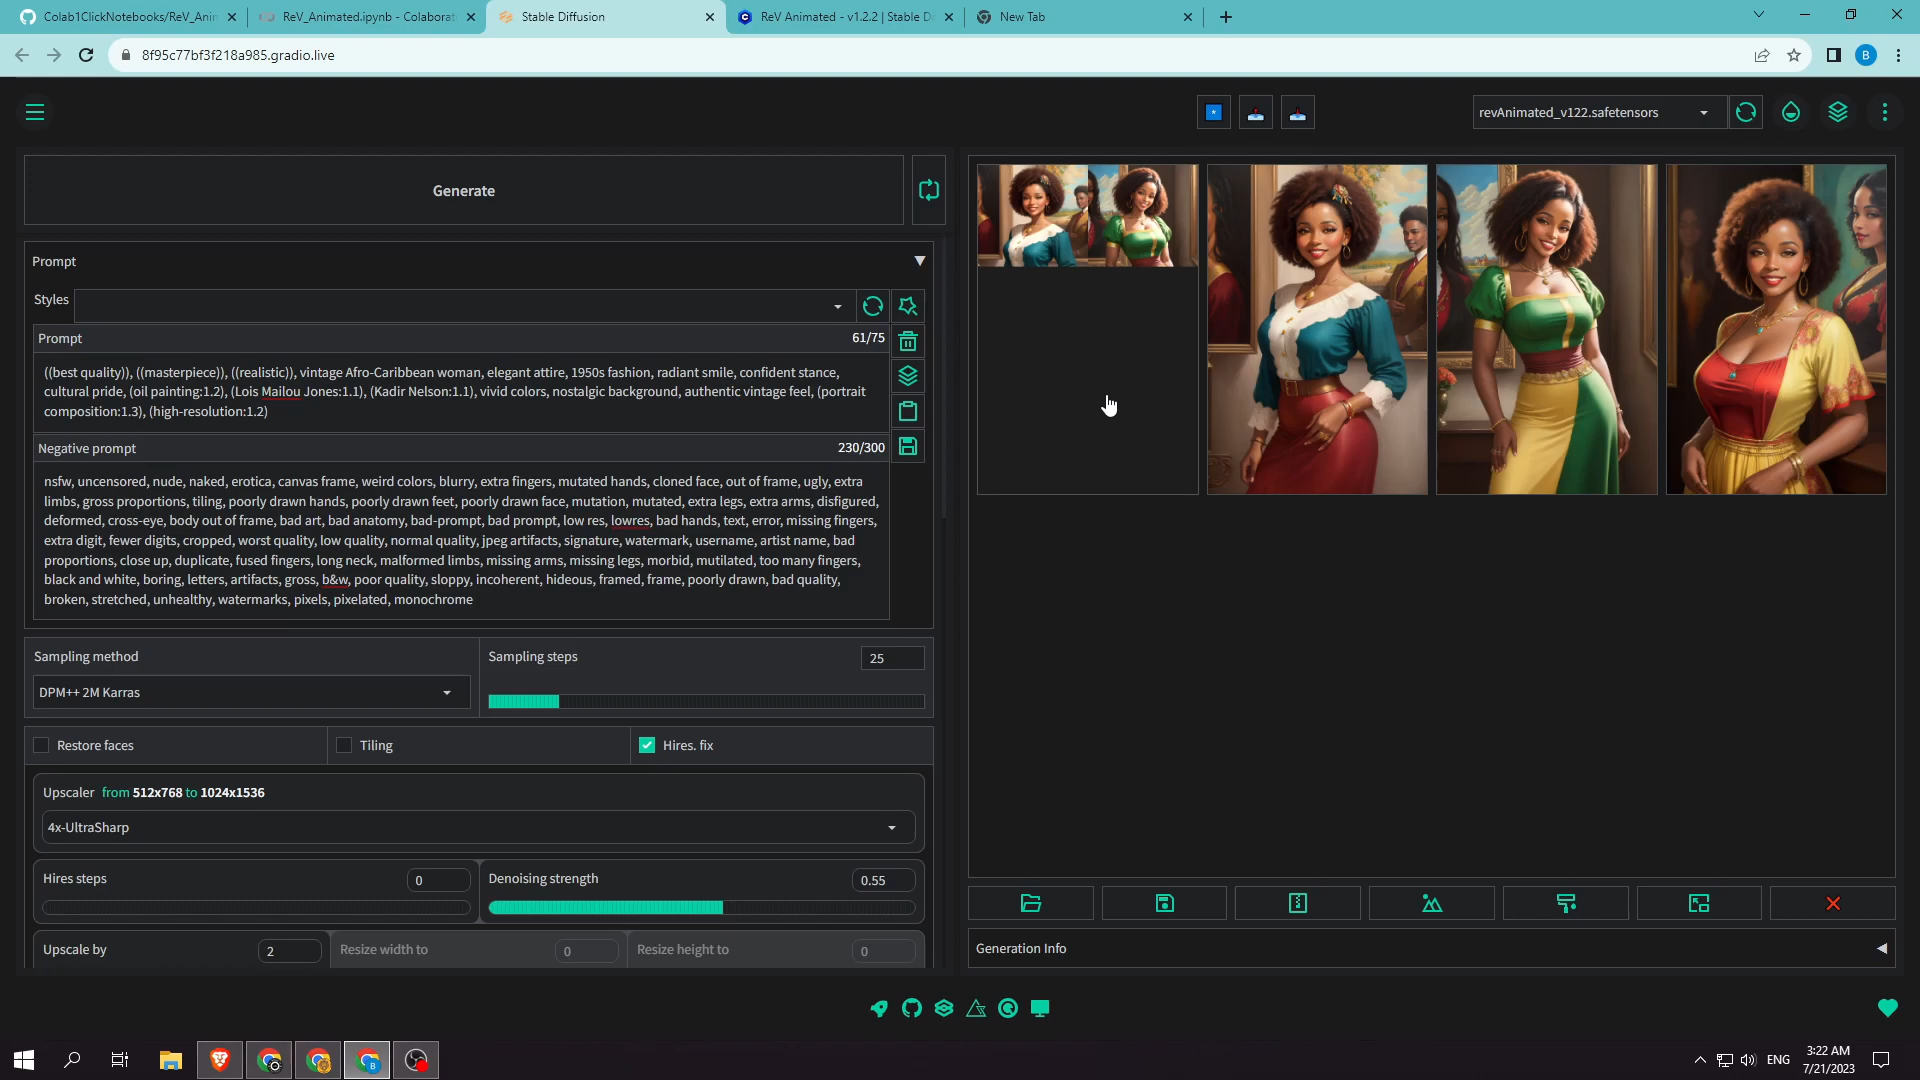 Colab1ClickNotebooks/ReV_Anin
ReV_Animated.ipynb - Colaborat
Stable Diffusion
ReV Animated - v1.2.2 | Stable D
New Tab
8f95c77bf3f218a985.gradio.live
B
revAnimated_v122.safetensors
Generate
Prompt
Styles
Prompt 61/75
((best quality)), ((masterpiece)), ((realistic)), vintage Afro-Caribbean woman, elegant attire, 1950s fashion, radiant smile, confident stance,
cultural pride, (oil painting:1.2), (Lois Mailou Jones:1.1), (Kadir Nelson:1.1), vivid colors, nostalgic background, authentic vintage feel, (portrait
composition:1.3), (high-resolution:1.2)
Negative prompt 230/300
nsfw, uncensored, nude, naked, erotica, canvas frame, weird colors, blurry, extra fingers, mutated hands, cloned face, out of frame, ugly, extra
limbs, gross proportions, tiling, poorly drawn hands, poorly drawn feet, poorly drawn face, mutation, mutated, extra legs, extra arms, disfigured,
deformed, cross-eye, body out of frame, bad art, bad anatomy, bad-prompt, bad prompt, low res, lowres, bad hands, text, error, missing fingers,
extra digit, fewer digits, cropped, worst quality, low quality, normal quality, jpeg artifacts, signature, watermark, username, artist name, bad
proportions, close up, duplicate, fused fingers, long neck, malformed limbs, missing arms, missing legs, morbid, mutilated, too many fingers,
black and white, boring, letters, artifacts, gross, b&w, poor quality, sloppy, incoherent, hideous, framed, frame, poorly drawn, bad quality,
broken, stretched, unhealthy, watermarks, pixels, pixelated, monochrome
Sampling method
DPM++ 2M Karras
Sampling steps 25
Restore faces
Tiling
Hires. fix
Upscaler from 512x768 to 1024x1536
4x-UltraSharp
Hires steps 0
Denoising strength 0.55
Upscale by 2
Resize width to 0
Resize height to 0
Generation Info
B
ENG
3:22 AM
7/21/2023